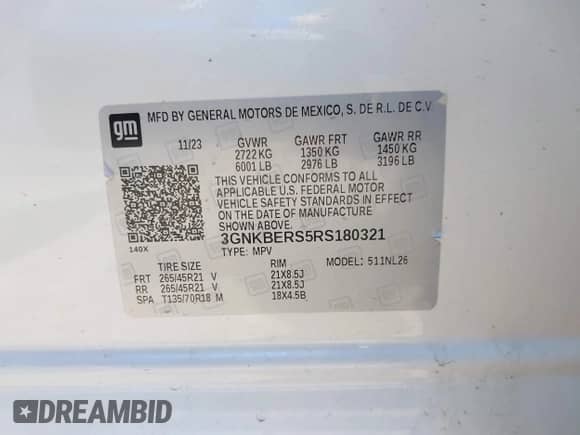 gm
MFD BY GENERAL MOTORS DE MEXICO, S. DE R.L. DE C.V
11/23 GVWR GAWR FRT GAWR RR
2722 KG 1350 KG 1450 KG
6001 LB 2976 LB 3196 LB
THIS VEHICLE CONFORMS TO ALL
APPLICABLE U.S. FEDERAL MOTOR
VEHICLE SAFETY STANDARDS IN EFFECT
ON THE DATE OF MANUFACTURE
SHOWN ABOVE.
3GNKBERS5RS180321
140X TYPE: MPV
TIRE SIZE RIM MODEL: 511NL26
FRT 265/45R21 V 21X8.5J
RR 265/45R21 V 21X8.5J
SPA T135/70R18 M 18X4.5B
DREAMBID